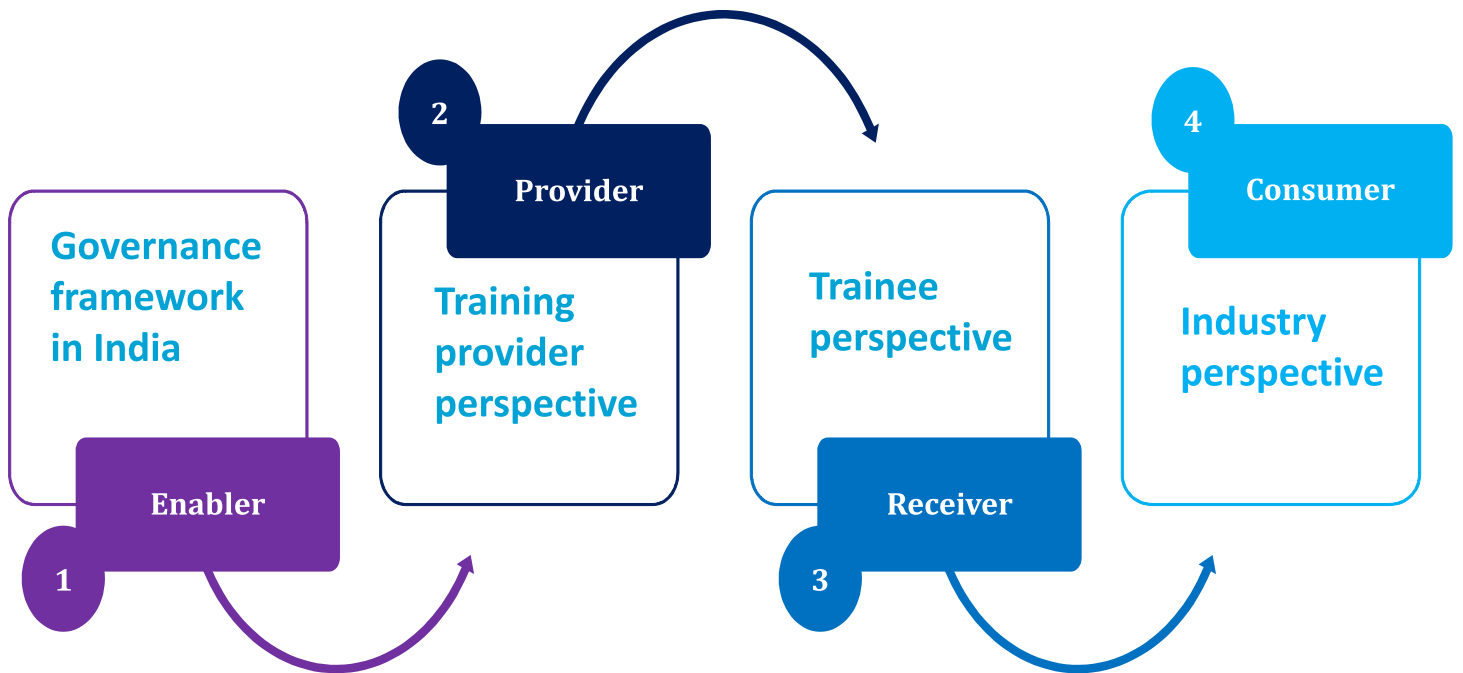 1
Enabler
Governance
framework
in India
2
Provider
Training
provider
perspective
3
Receiver
Trainee
perspective
4
Consumer
Industry
perspective